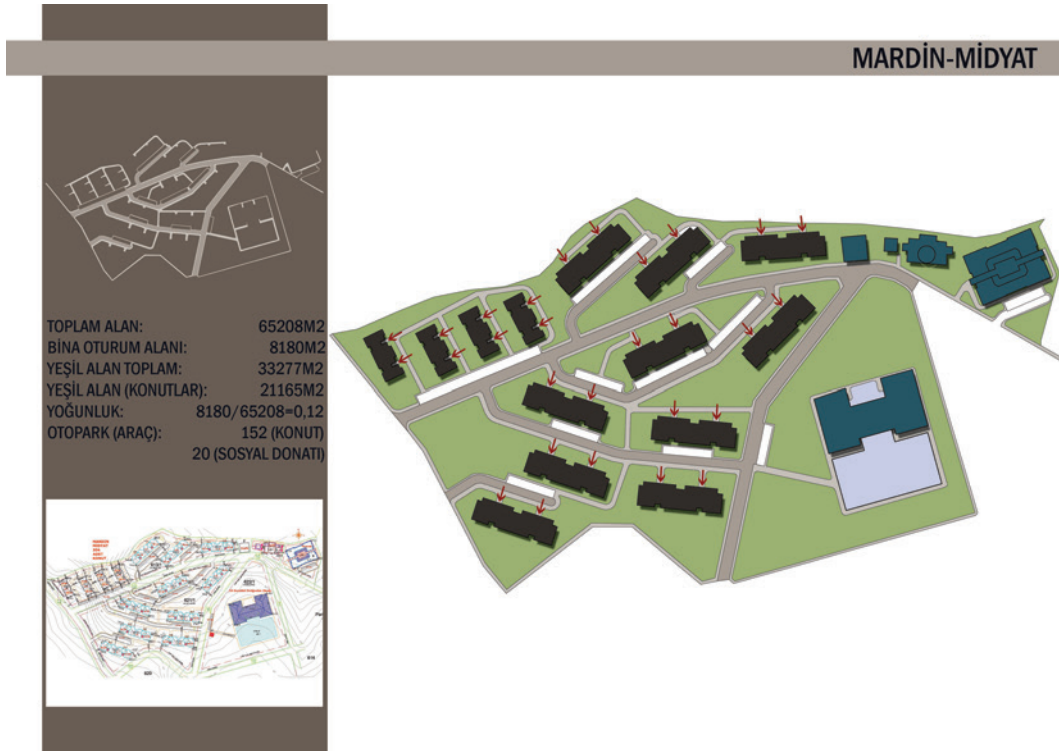 MARDİN-MİDYAT
TOPLAM ALAN: 65208M2
BİNA OTURUM ALANI: 8180M2
YEŞİL ALAN TOPLAM: 33277M2
YEŞİL ALAN (KONUTLAR): 21165M2
YOĞUNLUK: 8180/65208=0,12
OTOPARK (ARAÇ): 152 (KONUT)
20 (SOSYAL DONATI)